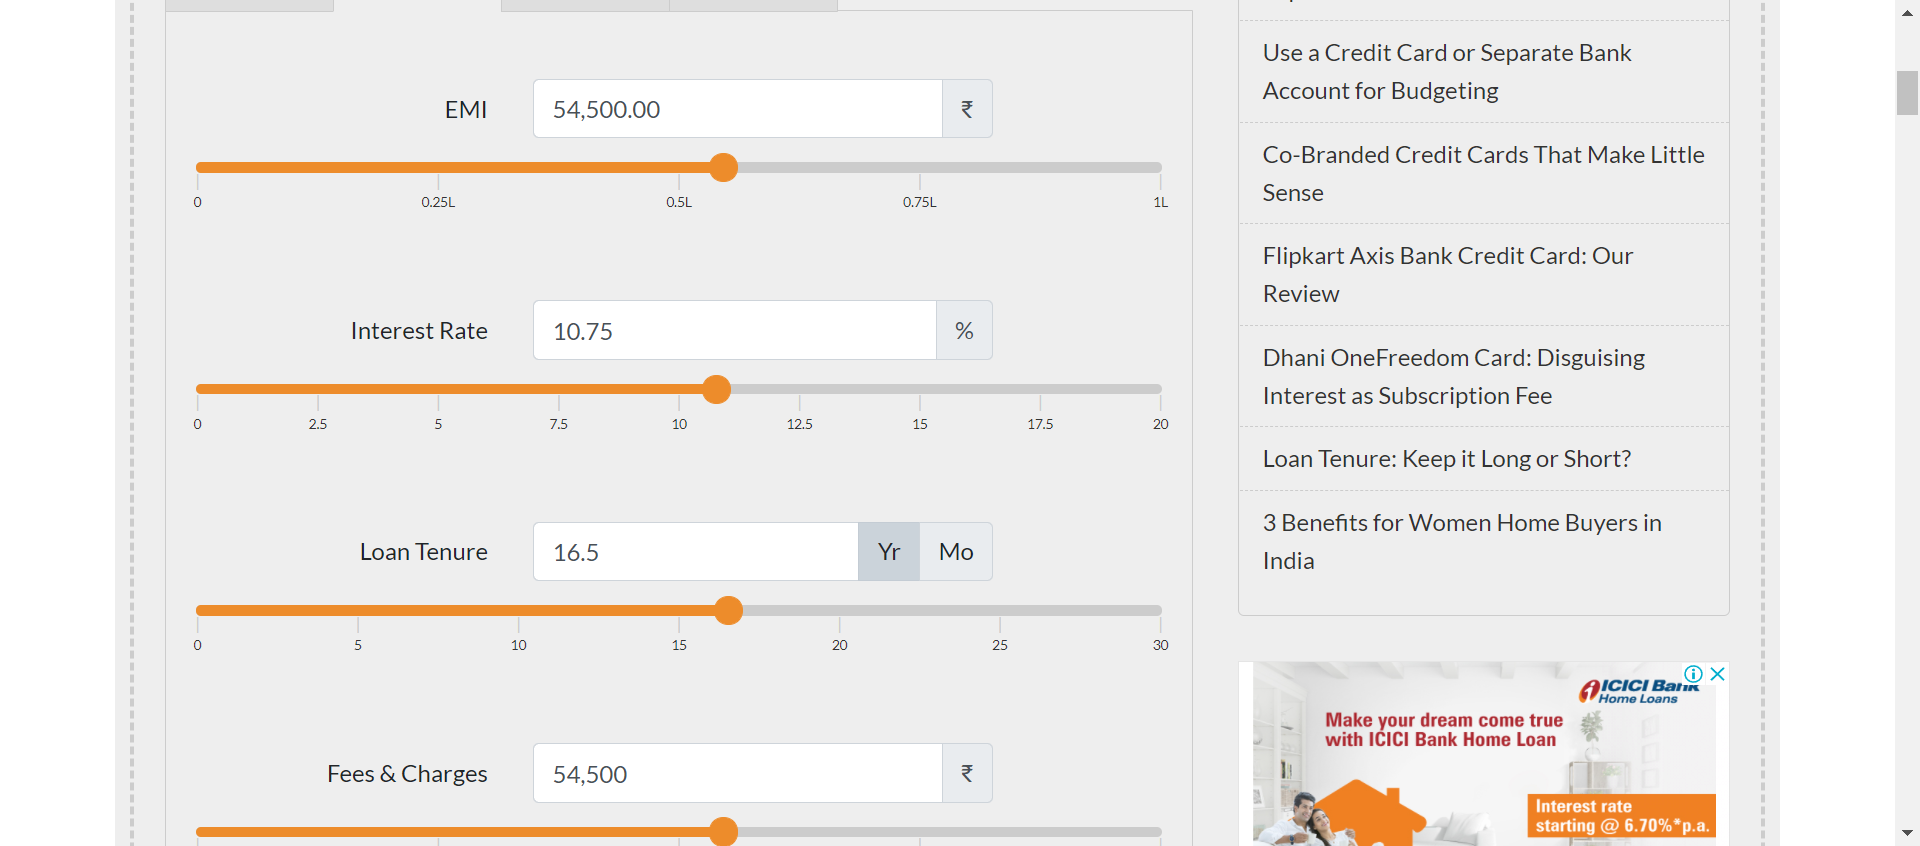 EMI
54,500.00
₹
0 0.25L 0.5L 0.75L 1L
Interest Rate
10.75
%
0 2.5 5 7.5 10 12.5 15 17.5 20
Loan Tenure
16.5
Yr
Mo
0 5 10 15 20 25 30
Fees & Charges
54,500
₹
Use a Credit Card or Separate Bank
Account for Budgeting
Co-Branded Credit Cards That Make Little
Sense
Flipkart Axis Bank Credit Card: Our
Review
Dhani OneFreedom Card: Disguising
Interest as Subscription Fee
Loan Tenure: Keep it Long or Short?
3 Benefits for Women Home Buyers in
India
ICICI Bank
Home Loans
Make your dream come true
with ICICI Bank Home Loan
Interest rate
starting @ 6.70%*p.a.